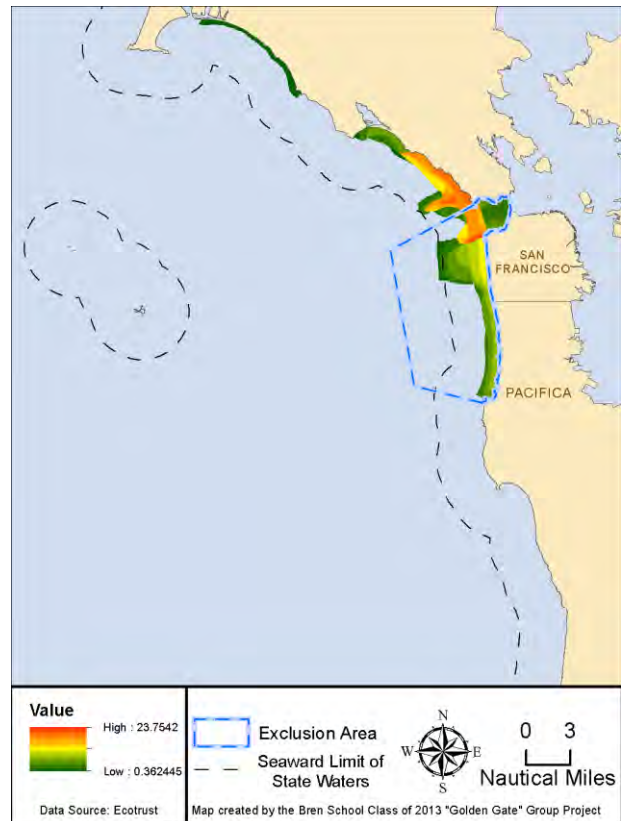 SAN
FRANCISCO
PACIFICA
Value
High : 23.7542
Low : 0.362445
Data Source: Ecotrust
Exclusion Area
Seaward Limit of
State Waters
N
W E
S
0 3
Nautical Miles
Map created by the Bren School Class of 2013 "Golden Gate" Group Project